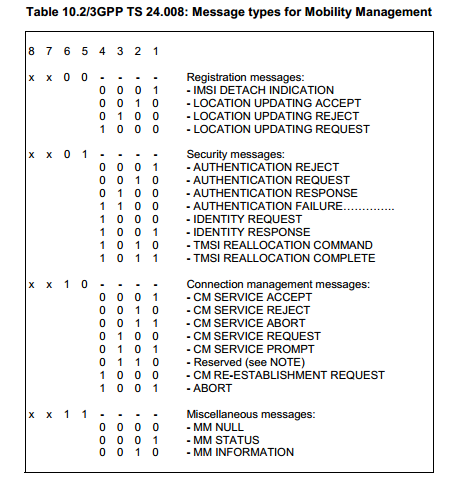 Table 10.2/3GPP TS 24.008: Message types for Mobility Management
8 7 6 5 4 3 2 1
x x 0 0 - - - - Registration messages:
0 0 0 1 - IMSI DETACH INDICATION
0 0 1 0 - LOCATION UPDATING ACCEPT
0 1 0 0 - LOCATION UPDATING REJECT
1 0 0 0 - LOCATION UPDATING REQUEST
x x 0 1 - - - - Security messages:
0 0 0 1 - AUTHENTICATION REJECT
0 0 1 0 - AUTHENTICATION REQUEST
0 1 0 0 - AUTHENTICATION RESPONSE
1 1 0 0 - AUTHENTICATION FAILURE..............
1 0 0 0 - IDENTITY REQUEST
1 0 0 1 - IDENTITY RESPONSE
1 0 1 0 - TMSI REALLOCATION COMMAND
1 0 1 1 - TMSI REALLOCATION COMPLETE
x x 1 0 - - - - Connection management messages:
0 0 0 1 - CM SERVICE ACCEPT
0 0 1 0 - CM SERVICE REJECT
0 0 1 1 - CM SERVICE ABORT
0 1 0 0 - CM SERVICE REQUEST
0 1 0 1 - CM SERVICE PROMPT
0 1 1 0 - Reserved (see NOTE)
1 0 0 0 - CM RE-ESTABLISHMENT REQUEST
1 0 0 1 - ABORT
x x 1 1 - - - - Miscellaneous messages:
0 0 0 0 - MM NULL
0 0 0 1 - MM STATUS
0 0 1 0 - MM INFORMATION